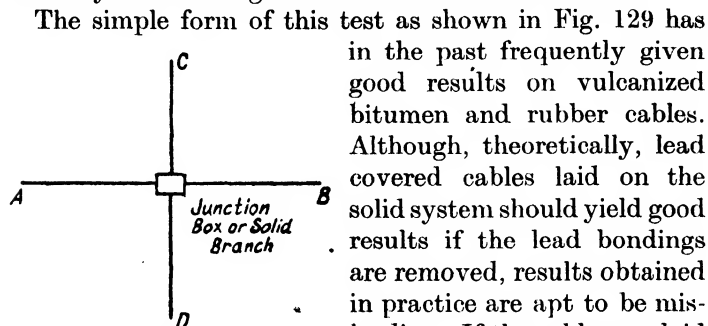 The simple form of this test as shown in Fig. 129 has
in the past frequently given
good results on vulcanized
bitumen and rubber cables.
Although, theoretically, lead
covered cables laid on the
solid system should yield good
results if the lead bondings
are removed, results obtained
in practice are apt to be mis-
C
A
B
Junction
Box or Solid
Branch
D